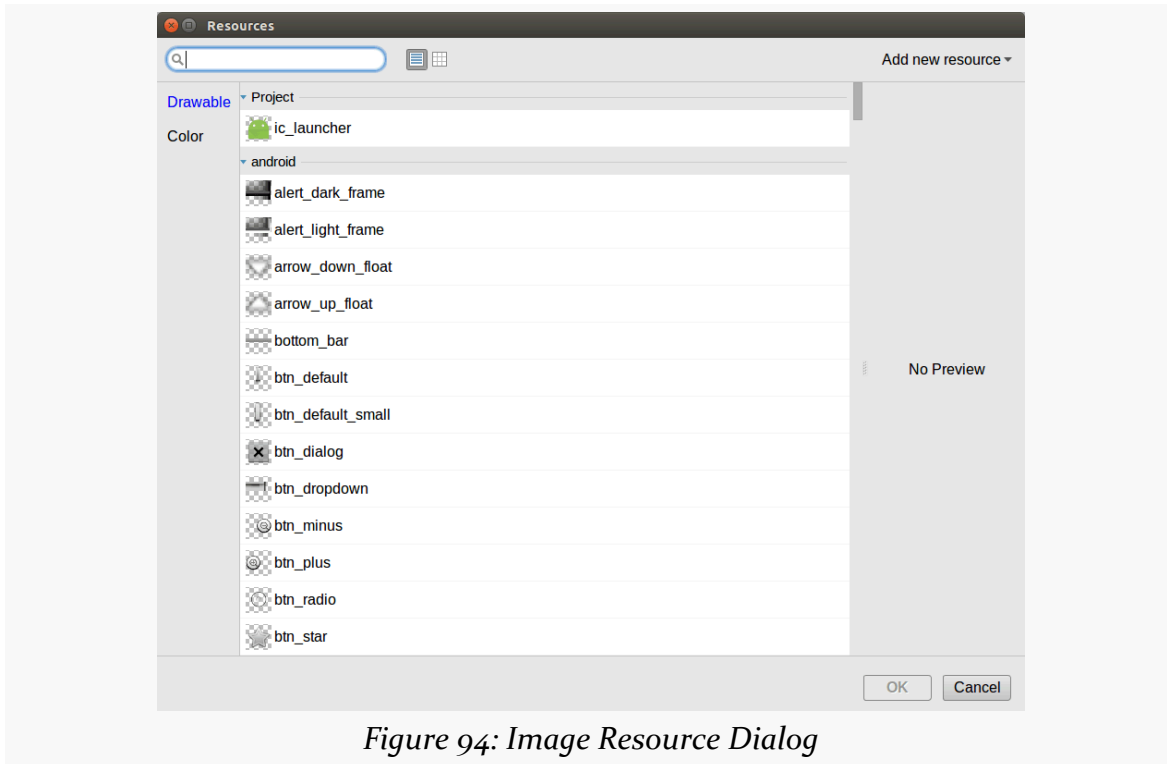 Resources
Add new resource
Drawable
Color
Project
ic_launcher
android
alert_dark_frame
alert_light_frame
arrow_down_float
arrow_up_float
bottom_bar
btn_default
btn_default_small
btn_dialog
btn_dropdown
btn_minus
btn_plus
btn_radio
btn_star
No Preview
OK Cancel
Figure 94: Image Resource Dialog